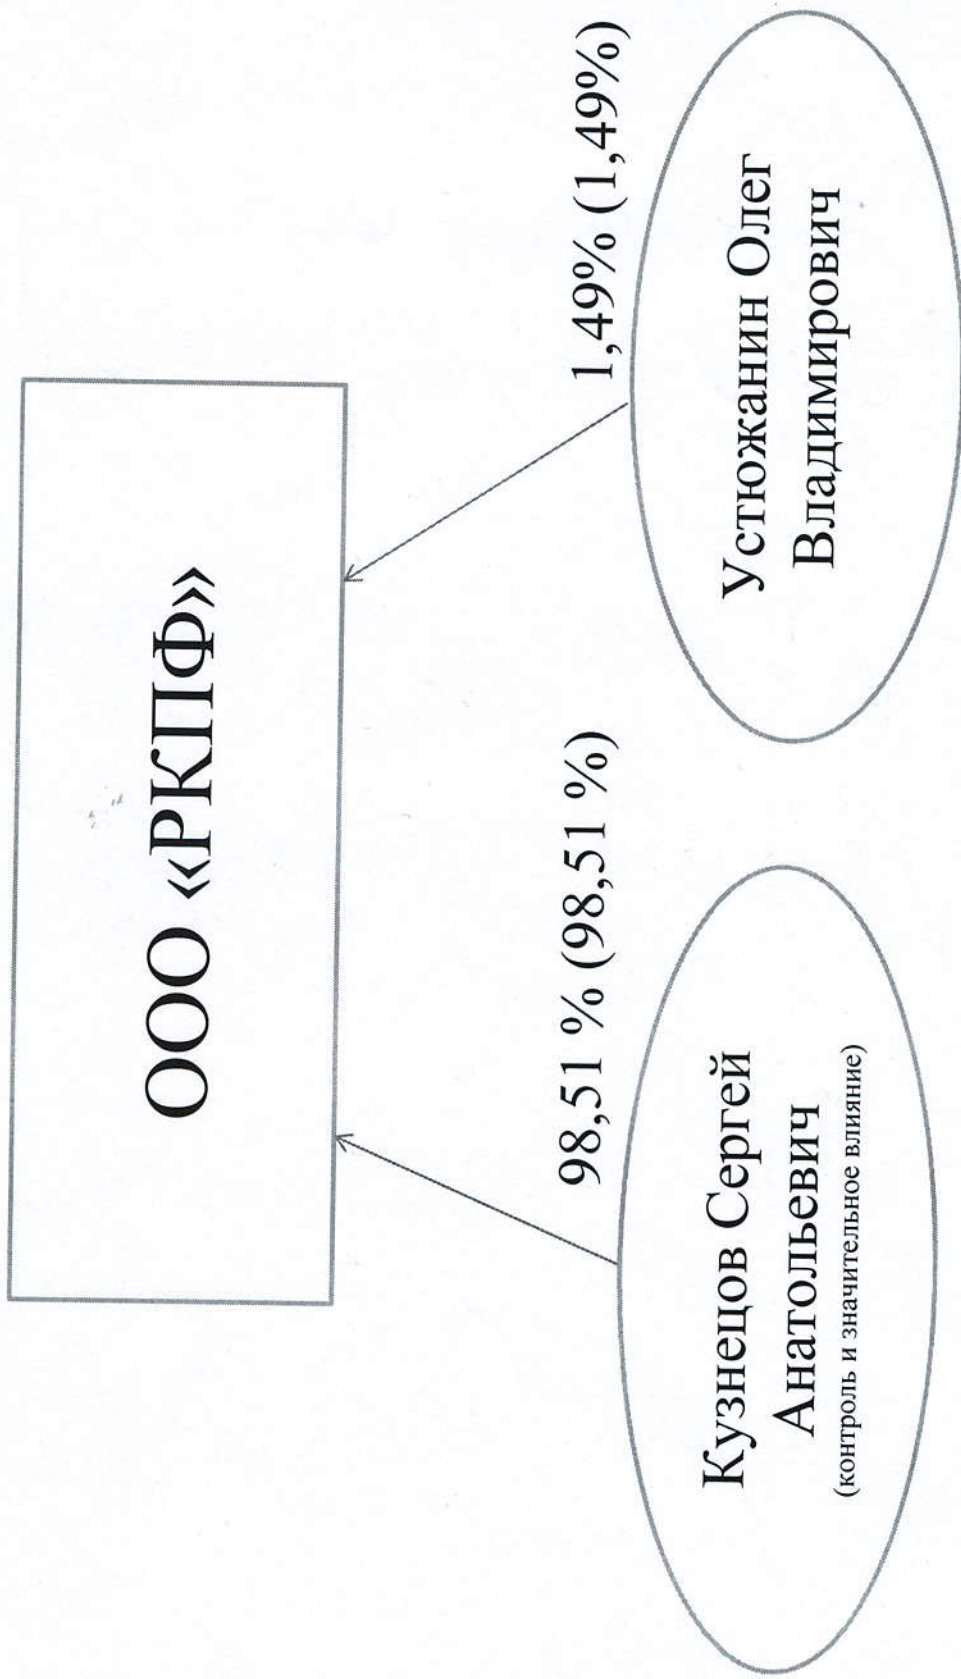 ООО «РКПФ»
98,51 % (98,51 %)
1,49% (1,49%)
Кузнецов Сергей
Анатольевич
(контроль и значительное влияние)
Устюжанин Олег
Владимирович